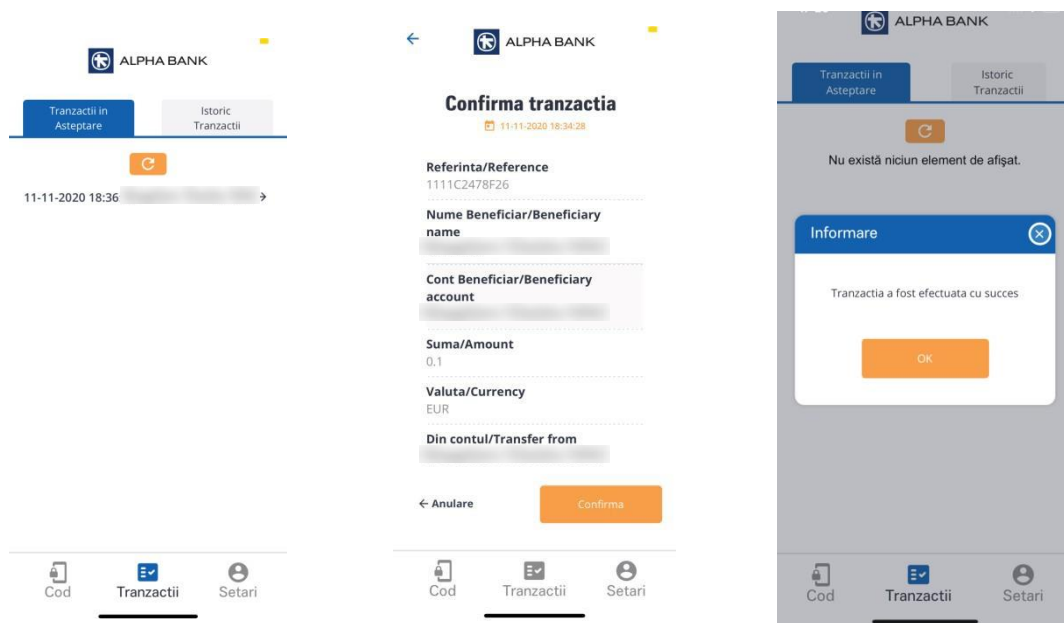 ALPHA BANK
Tranzactii in
Asteptare
Istoric
Tranzactii
11-11-2020 18:36
Cod
Tranzactii
Setari
ALPHA BANK
Confirma tranzactia
11-11-2020 18:34:28
Referinta/Reference
1111C2478F26
Nume Beneficiar/Beneficiary
name
Cont Beneficiar/Beneficiary
account
Suma/Amount
0.1
Valuta/Currency
EUR
Din contul/Transfer from
← Anulare
Confirma
Cod
Tranzactii
Setari
ALPHA BANK
Tranzactii in
Asteptare
Istoric
Tranzactii
Nu există niciun element de afişat.
Informare
Tranzactia a fost efectuata cu succes
OK
Cod
Tranzactii
Setari